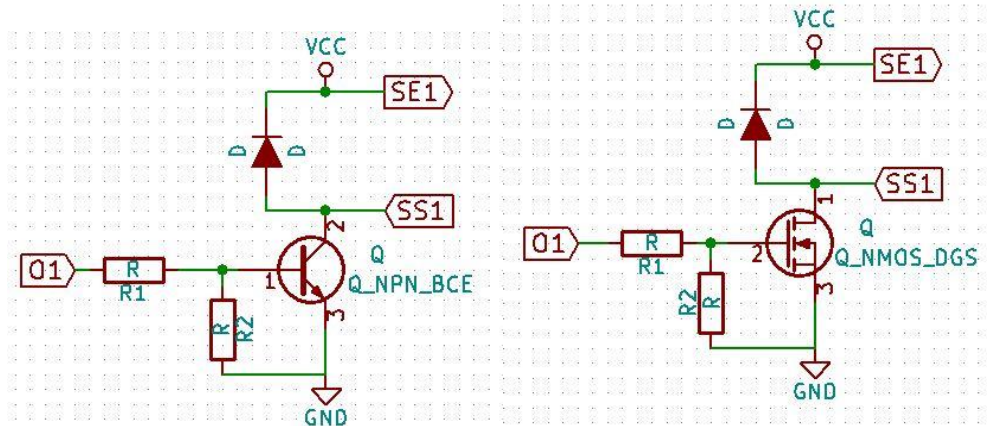 VCC
SE1
D D
SS1
2
Q
Q_NPN_BCE
O1
R
R1
1
R
R2
3
GND
VCC
SE1
D D
SS1
1
Q
Q_NMOS_DGS
O1
R
R1
2
R2
R
3
GND